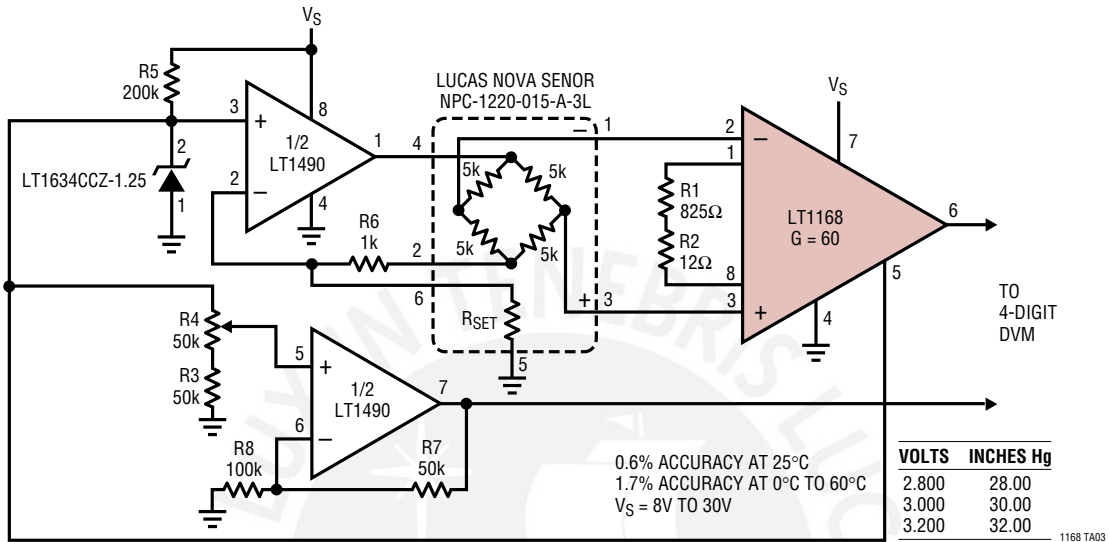 VS
R5
200k
3
+
8
1/2
LT1490
1
2
−
4
2
LT1634CCZ-1.25
1
LUCAS NOVA SENOR
NPC-1220-015-A-3L
4
− 1
5k
5k
5k
5k
R6
1k
2
6
RSET
5
+ 3
VS
2
−
7
1
R1
825Ω
R2
12Ω
LT1168
G = 60
6
8
3
+
5
4
TO
4-DIGIT
DVM
R4
50k
R3
50k
5
+
1/2
LT1490
7
6
−
R8
100k
R7
50k
0.6% ACCURACY AT 25°C
1.7% ACCURACY AT 0°C TO 60°C
VS = 8V TO 30V
VOLTS INCHES Hg
2.800 28.00
3.000 30.00
3.200 32.00
1168 TA03
IN TENEBRIS LUC